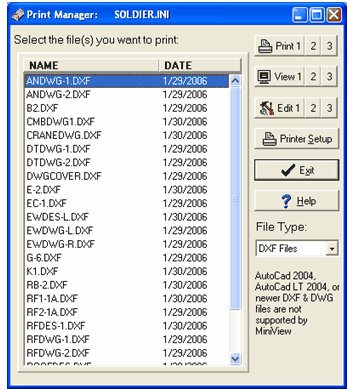 Print Manager: SOLDIER.INI
Select the file(s) you want to print:
NAME DATE
ANDWG-1.DXF 1/29/2006
ANDWG-2.DXF 1/29/2006
B2.DXF 1/29/2006
CMBDWG1.DXF 1/30/2006
CRANEDWG.DXF 1/30/2006
DTDWG-1.DXF 1/29/2006
DTDWG-2.DXF 1/29/2006
DWGCOVER.DXF 1/29/2006
E-2.DXF 1/30/2006
EC-1.DXF 1/29/2006
EWDES-L.DXF 1/30/2006
EWDWG-L.DXF 1/29/2006
EWDWG-R.DXF 1/30/2006
G-6.DXF 1/29/2006
K1.DXF 1/30/2006
RB-2.DXF 1/30/2006
RF1-1A.DXF 1/30/2006
RF2-1A.DXF 1/29/2006
RFDES-1.DXF 1/30/2006
RFDWG-1.DXF 1/29/2006
RFDWG-2.DXF 1/29/2006
Print 1 2 3
View 1 2 3
Edit 1 2 3
Printer Setup
Exit
Help
File Type:
DXF Files
AutoCad 2004,
AutoCad LT 2004, or
newer DXF & DWG
files are not
supported by
MiniView